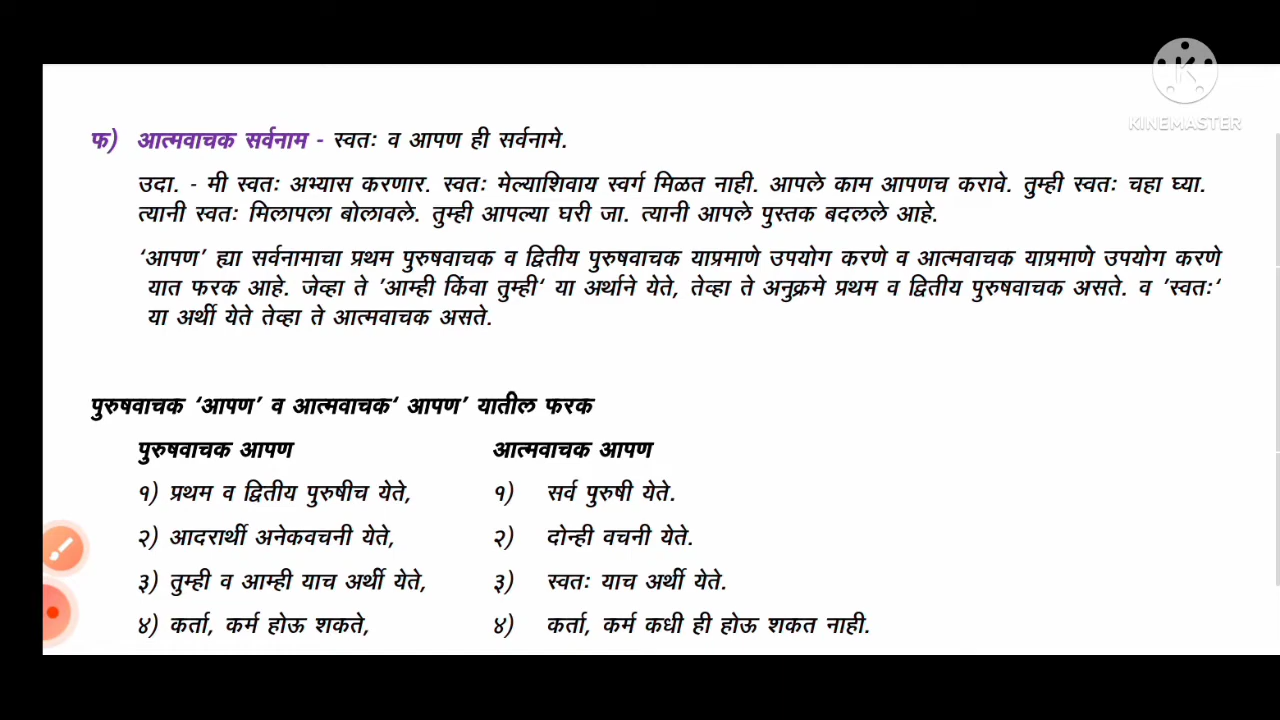 KINEMASTER
फ) आत्मवाचक सर्वनाम - स्वतः व आपण ही सर्वनामे.
उदा. - मी स्वतः अभ्यास करणार. स्वतः मेल्याशिवाय स्वर्ग मिळत नाही. आपले काम आपणच करावे. तुम्ही स्वतः चहा घ्या.
त्यानी स्वतः मिलापला बोलावले. तुम्ही आपल्या घरी जा. त्यानी आपले पुस्तक बदलले आहे.
‘आपण’ ह्या सर्वनामाचा प्रथम पुरुषवाचक व द्वितीय पुरुषवाचक याप्रमाणे उपयोग करणे व आत्मवाचक याप्रमाणे उपयोग करणे
यात फरक आहे. जेव्हा ते ’आम्ही किंवा तुम्ही‘ या अर्थाने येते, तेव्हा ते अनुक्रमे प्रथम व द्वितीय पुरुषवाचक असते. व ’स्वतः‘
या अर्थी येते तेव्हा ते आत्मवाचक असते.
पुरुषवाचक ‘आपण’ व आत्मवाचक‘ आपण’ यातील फरक
पुरुषवाचक आपण आत्मवाचक आपण
१) प्रथम व द्वितीय पुरुषीच येते, १) सर्व पुरुषी येते.
२) आदरार्थी अनेकवचनी येते, २) दोन्ही वचनी येते.
३) तुम्ही व आम्ही याच अर्थी येते, ३) स्वतः याच अर्थी येते.
४) कर्ता, कर्म होऊ शकते, ४) कर्ता, कर्म कधी ही होऊ शकत नाही.